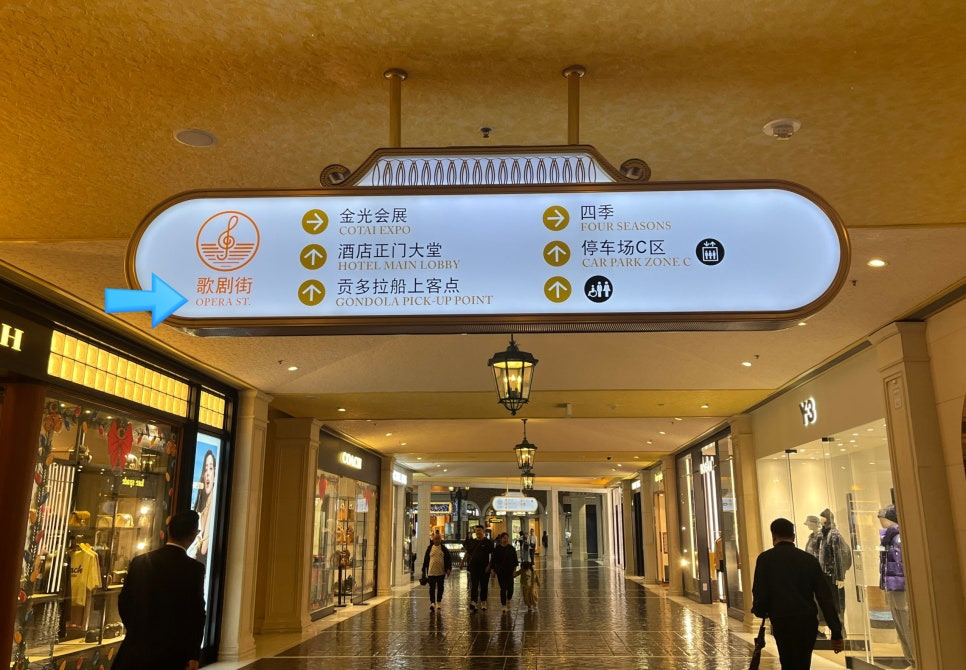 歌剧街
OPERA ST.
金光会展
COTAI EXPO
酒店正门大堂
HOTEL MAIN LOBBY
贡多拉船上客点
GONDOLA PICK-UP POINT
四季
FOUR SEASONS
停车场C区
CAR PARK ZONE C
H
COACH
Y3